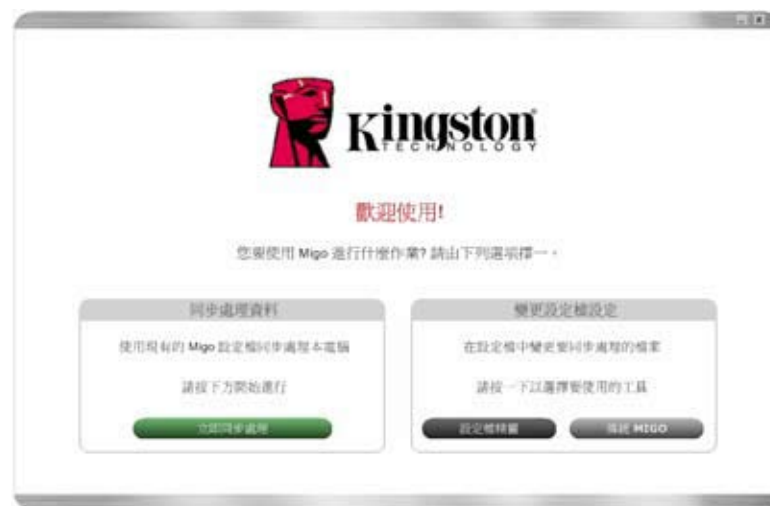 Kingston
TECHNOLOGY
歡迎使用!
您要使用 Migo 進行什麼作業? 請由下列選項擇一。
同步處理資料
使用現有的 Migo 設定檔同步處理本電腦
請按下方開始進行
立即同步處理
變更設定檔設定
在設定檔中變更要同步處理的檔案
請按一下以選擇要使用的工具
設定檔精靈
傳統 MIGO